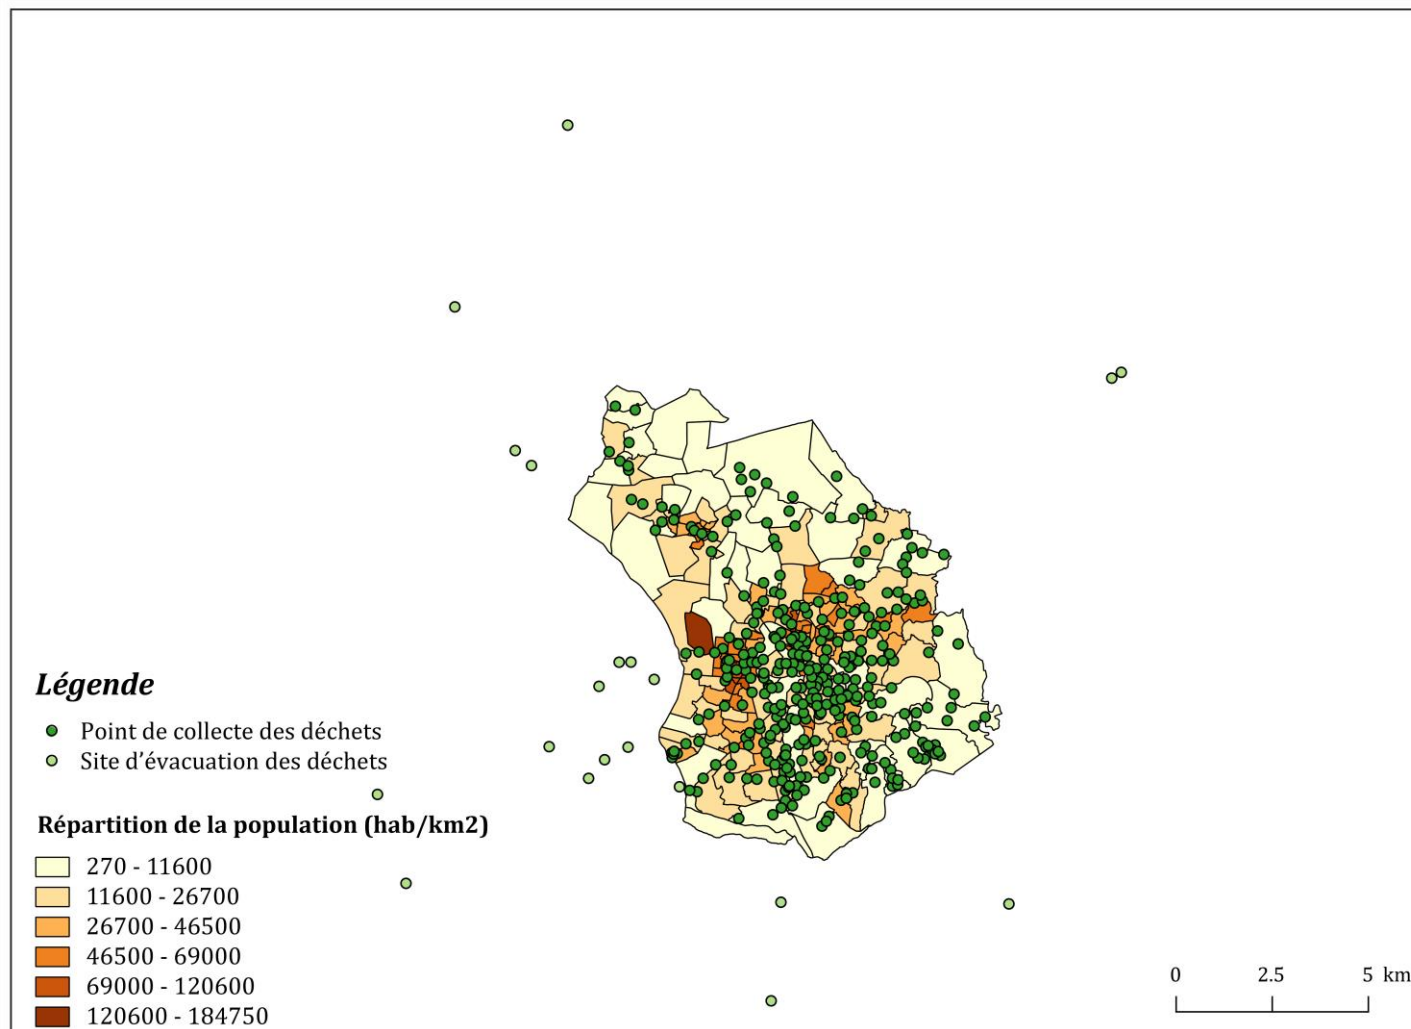 Légende
Point de collecte des déchets
Site d'évacuation des déchets
Répartition de la population (hab/km2)
270 - 11600
11600 - 26700
26700 - 46500
46500 - 69000
69000 - 120600
120600 - 184750
0 2.5 5 km